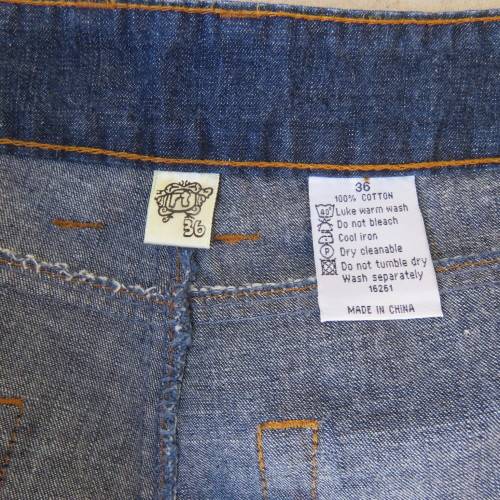 36
36
100% COTTON
40
Luke warm wash
Do not bleach
Cool iron
P
Dry cleanable
Do not tumble dry
Wash separately
16261
MADE IN CHINA